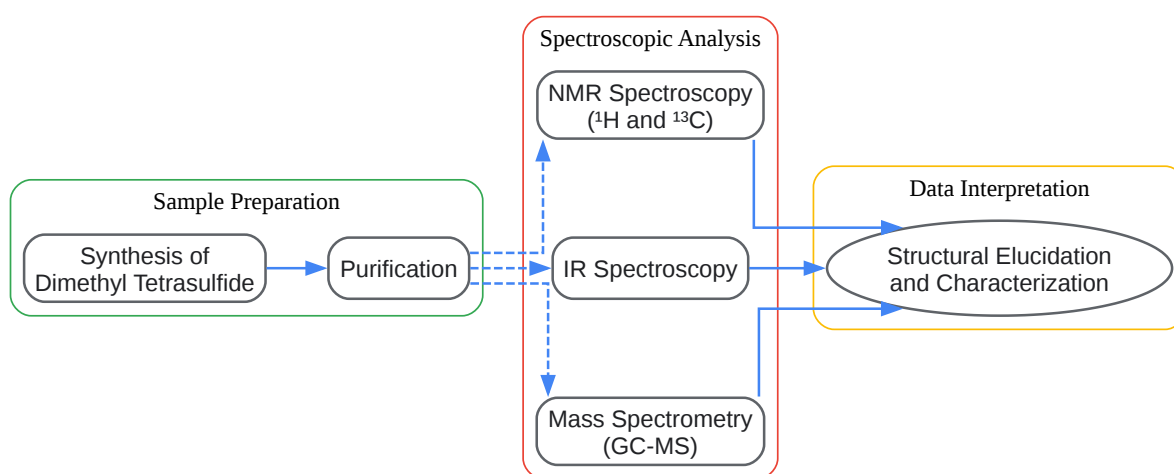 Sample Preparation
Synthesis of
Dimethyl Tetrasulfide
Purification
Spectroscopic Analysis
NMR Spectroscopy
(¹H and ¹³C)
IR Spectroscopy
Mass Spectrometry
(GC-MS)
Data Interpretation
Structural Elucidation
and Characterization